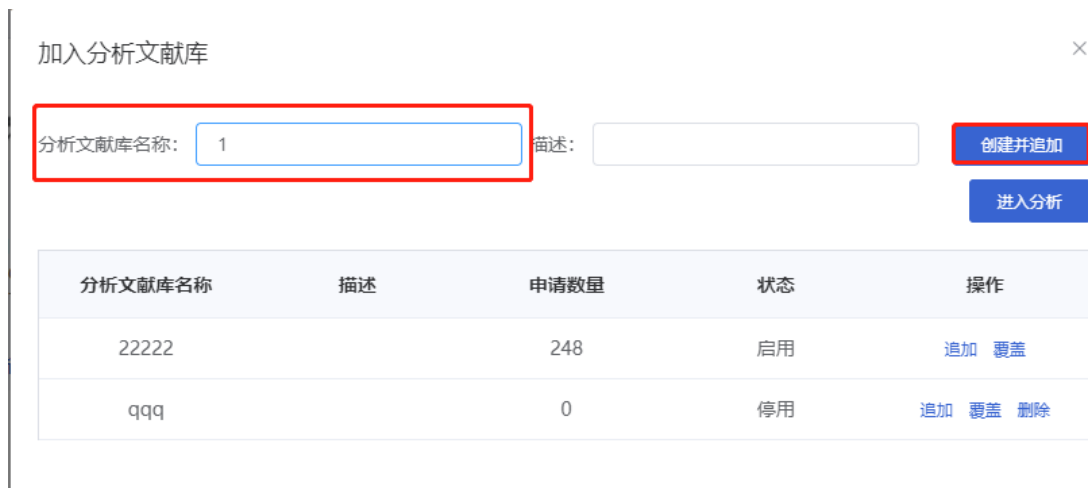 加入分析文献库
分析文献库名称： 1 描述： 创建并追加
进入分析
分析文献库名称 描述 申请数量 状态 操作
22222 248 启用 追加 覆盖
qqq 0 停用 追加 覆盖 删除